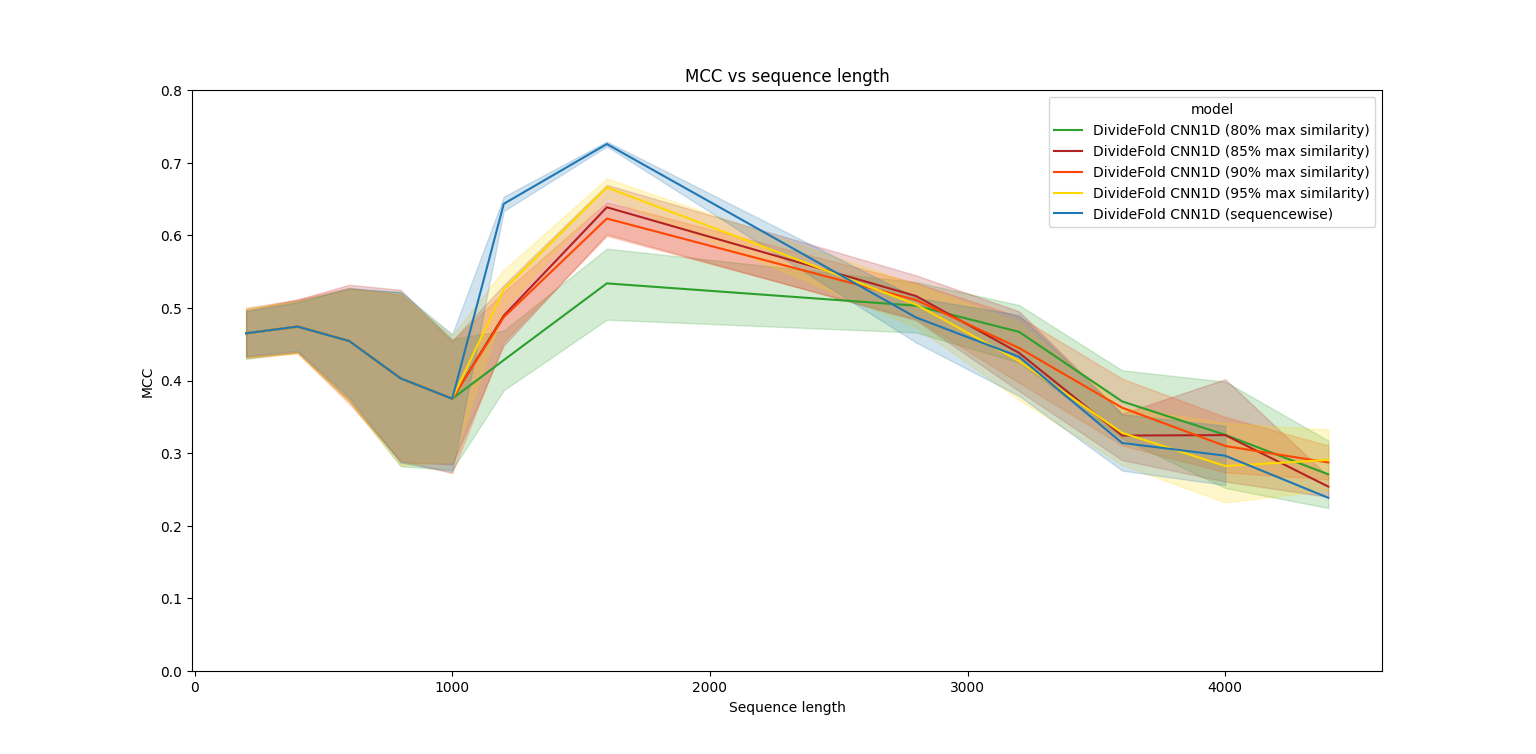 MCC vs sequence length
model
DivideFold CNN1D (80% max similarity)
DivideFold CNN1D (85% max similarity)
DivideFold CNN1D (90% max similarity)
DivideFold CNN1D (95% max similarity)
DivideFold CNN1D (sequencewise)
MCC
0.8
0.7
0.6
0.5
0.4
0.3
0.2
0.1
0.0
0 1000 2000 3000 4000
Sequence length